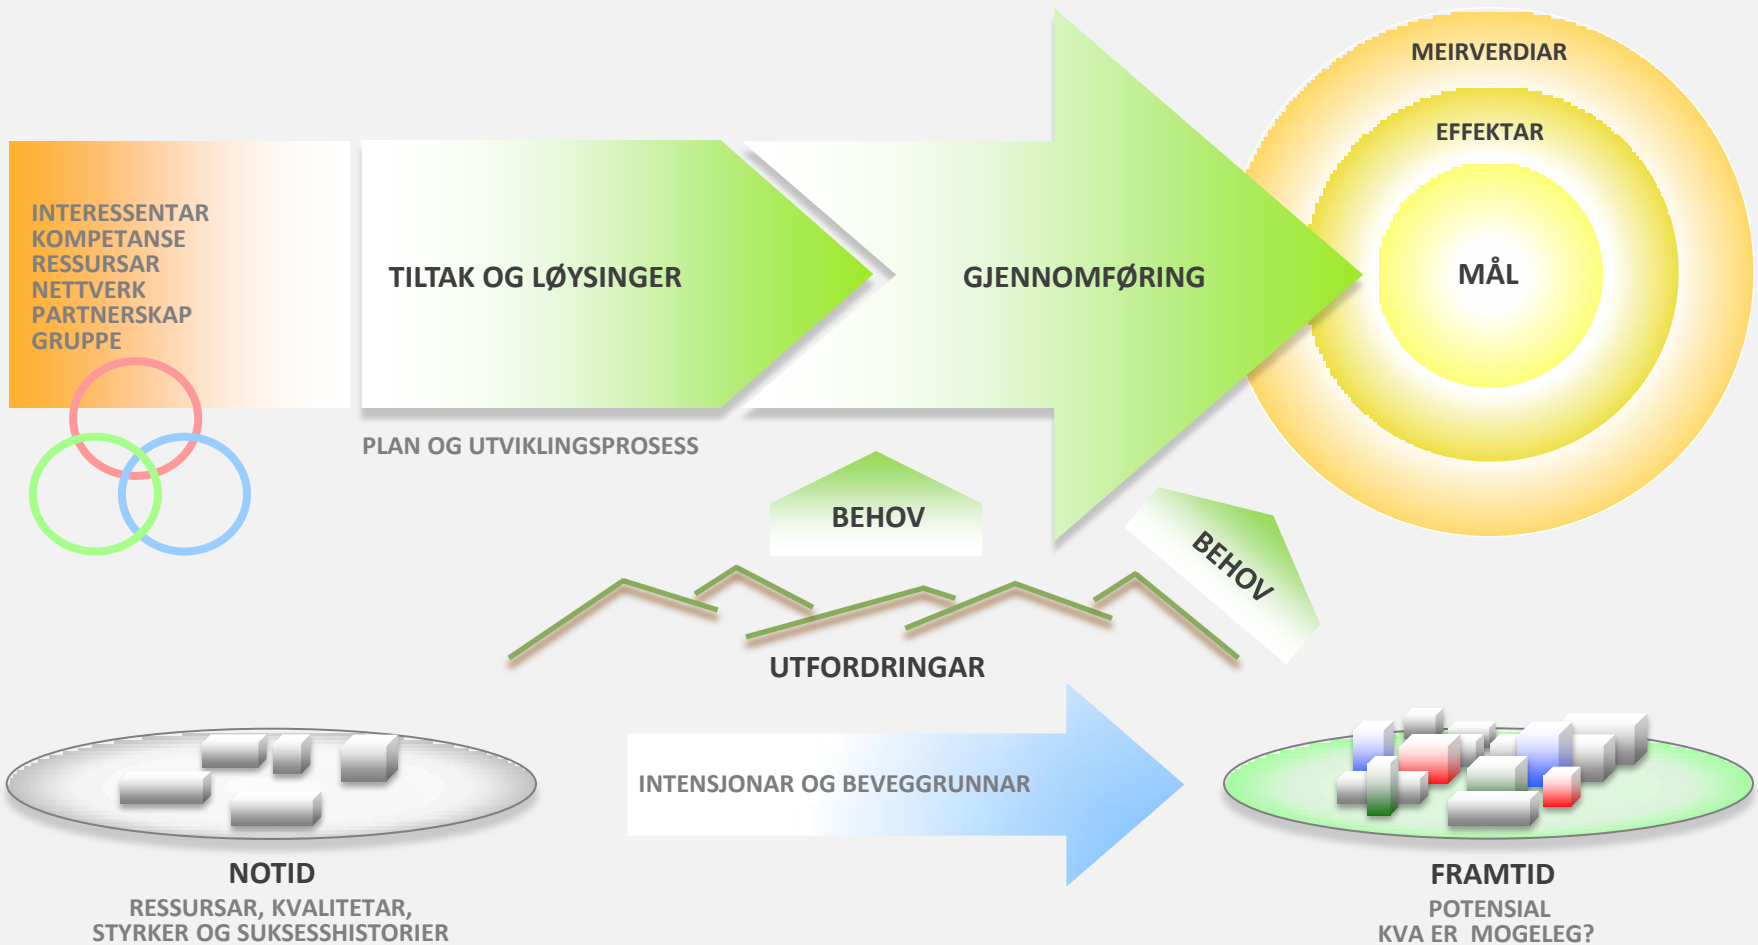 MEIRVERDIAR
EFFEKTAR
MÅL
INTERESSENTAR
KOMPETANSE
RESSURSAR
NETTVERK
PARTNERSKAP
GRUPPE
TILTAK OG LØYSINGER
GJENNOMFØRING
PLAN OG UTVIKLINGSPROSESS
BEHOV
BEHOV
UTFORDRINGAR
INTENSJONAR OG BEVEGGRUNNAR
NOTID
RESSURSAR, KVALITETAR,
STYRKER OG SUKSESSHISTORIER
FRAMTID
POTENSIAL
KVA ER MOGELEG?